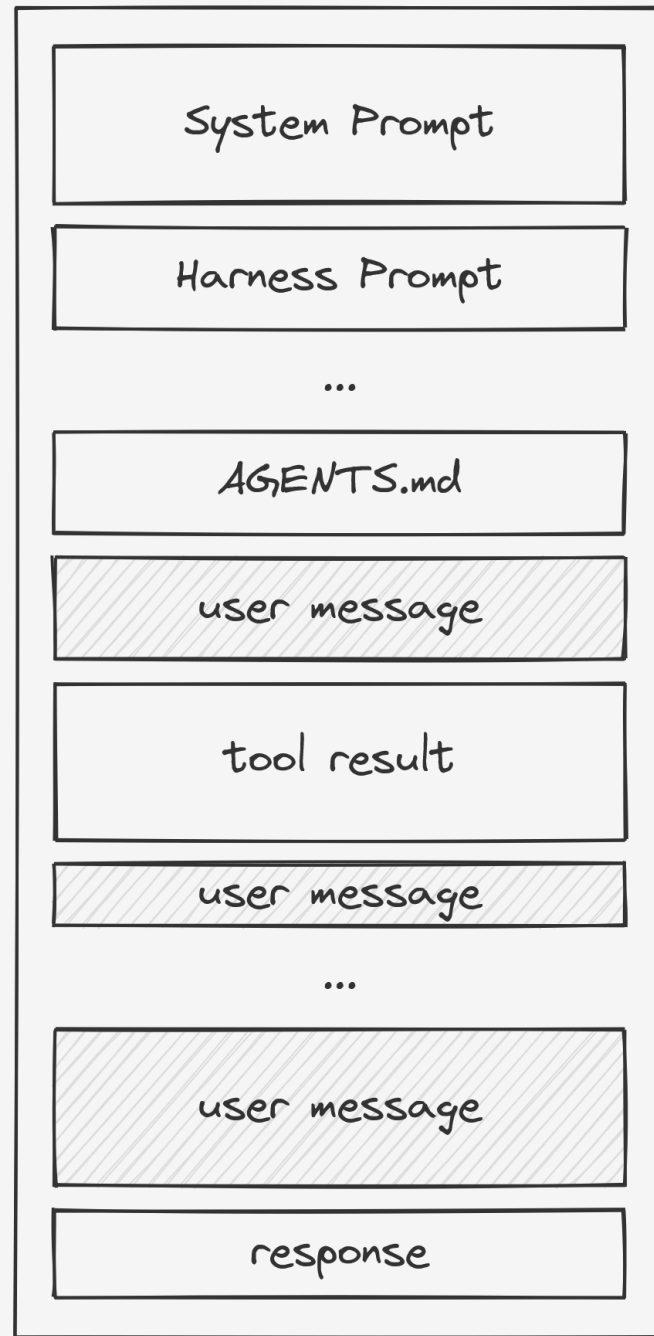 System Prompt
Harness Prompt
...
AGENTS.md
user message
tool result
user message
...
user message
response